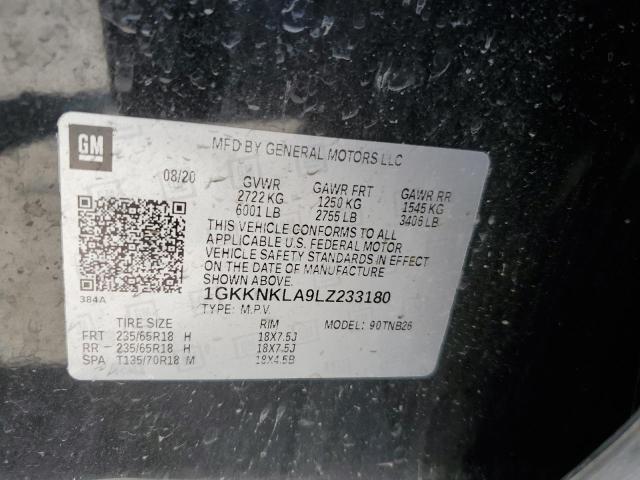 GM
MFD BY GENERAL MOTORS LLC
08/20
GVWR GAWR FRT GAWR RR
2722 KG 1250 KG 1545 KG
6001 LB 2755 LB 3406 LB
THIS VEHICLE CONFORMS TO ALL
APPLICABLE U.S. FEDERAL MOTOR
VEHICLE SAFETY STANDARDS IN EFFECT
ON THE DATE OF MANUFACTURE
SHOWN ABOVE.
384A
1GKKNKLA9LZ233180
TYPE: M.P.V.
TIRE SIZE RIM MODEL: 90TNB26
FRT 235/65R18 H 18X7.5J
RR -- 235/65R18 H 18X7.5J
SPA T135/70R18 M 18X4.5B